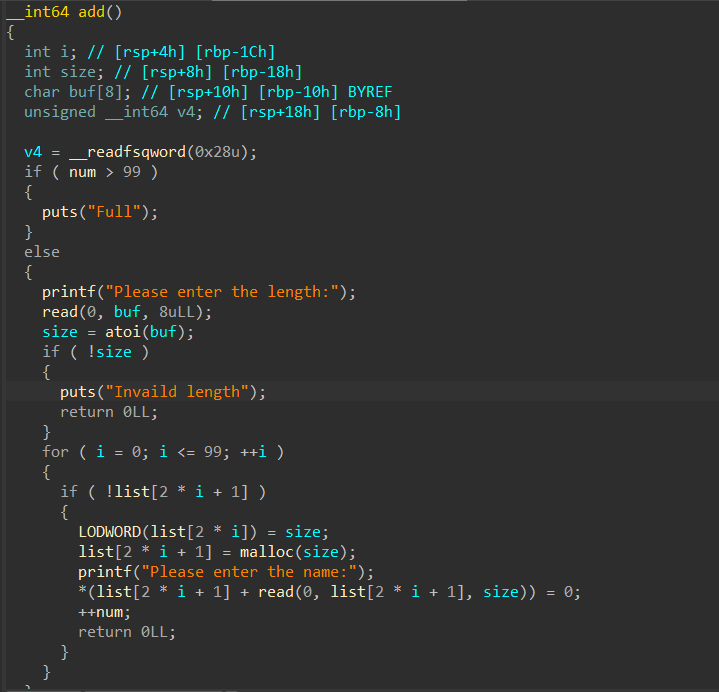 __int64 add()
{
  int i; // [rsp+4h] [rbp-1Ch]
  int size; // [rsp+8h] [rbp-18h]
  char buf[8]; // [rsp+10h] [rbp-10h] BYREF
  unsigned __int64 v4; // [rsp+18h] [rbp-8h]

  v4 = __readfsqword(0x28u);
  if ( num > 99 )
  {
    puts("Full");
  }
  else
  {
    printf("Please enter the length:");
    read(0, buf, 8uLL);
    size = atoi(buf);
    if ( !size )
    {
      puts("Invaild length");
      return 0LL;
    }
    for ( i = 0; i <= 99; ++i )
    {
      if ( !list[2 * i + 1] )
      {
        LODWORD(list[2 * i]) = size;
        list[2 * i + 1] = malloc(size);
        printf("Please enter the name:");
        *(list[2 * i + 1] + read(0, list[2 * i + 1], size)) = 0;
        ++num;
        return 0LL;
      }
    }
  }